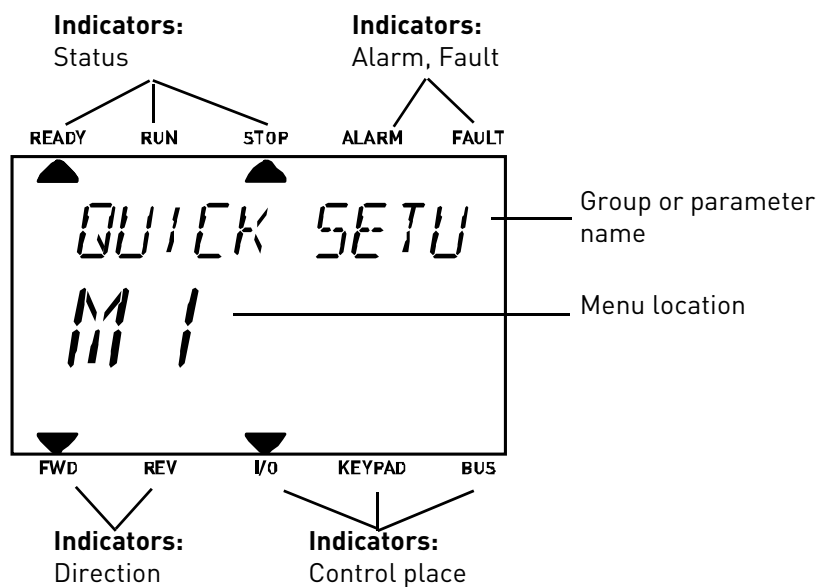 Indicators: Indicators:
Status Alarm, Fault
READY RUN STOP ALARM FAULT
QUICK SETU
Group or parameter
name
M1
Menu location
FWD REV I/O KEYPAD BUS
Indicators: Indicators:
Direction Control place